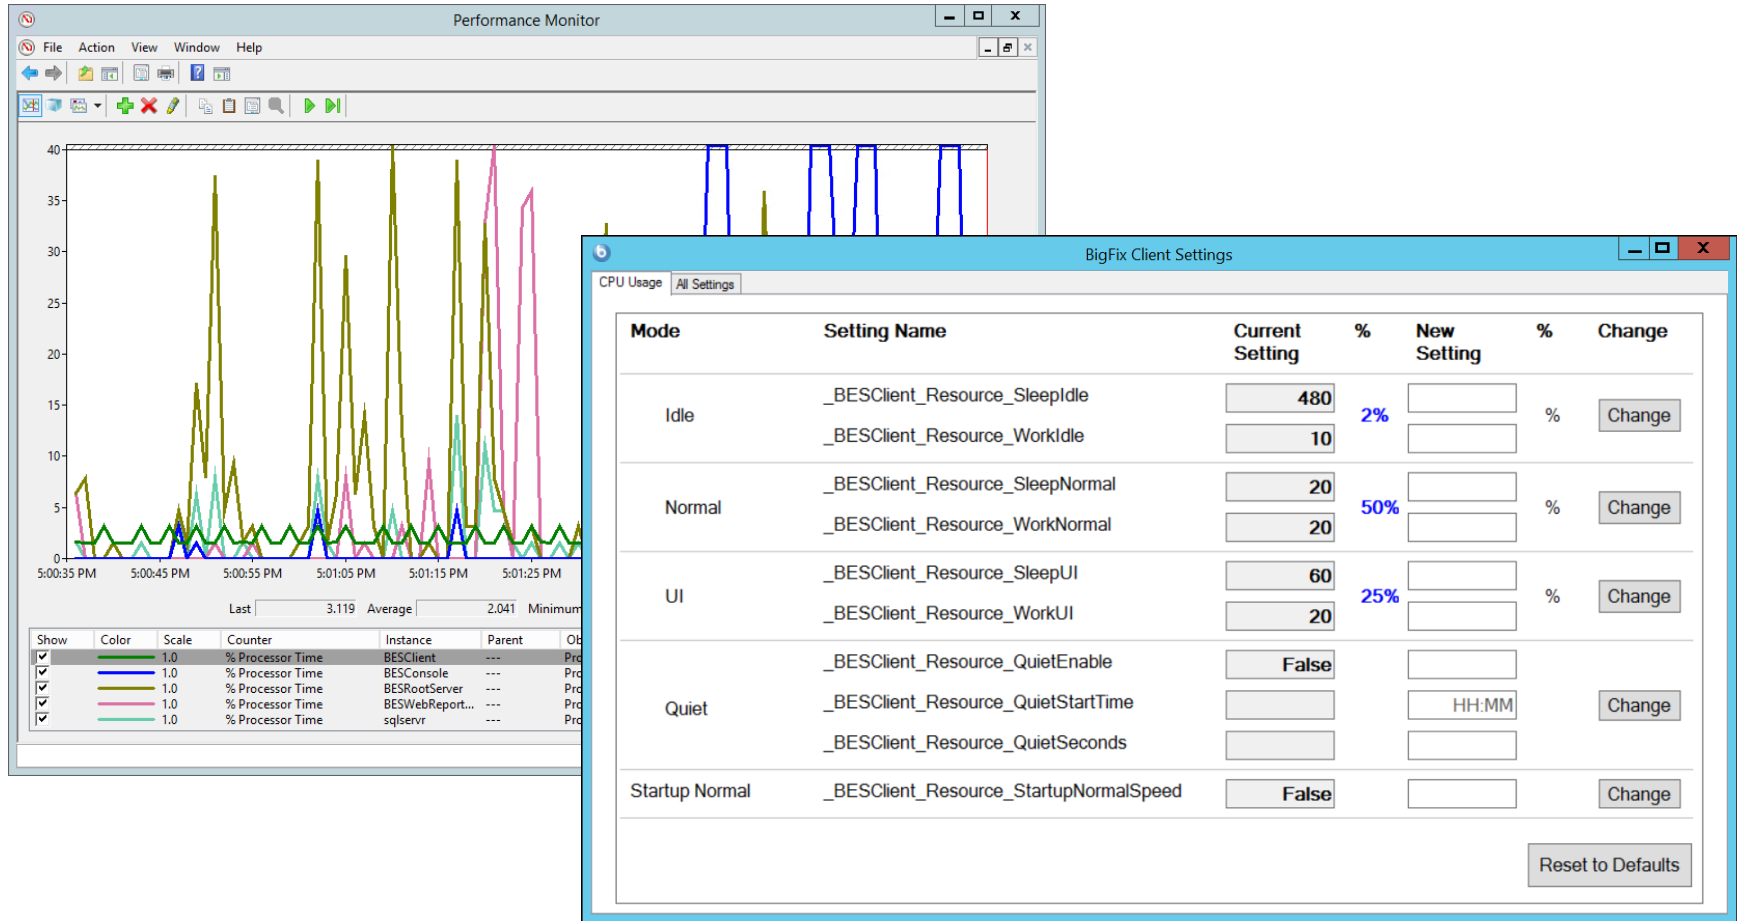 Performance Monitor
File Action View Window Help
40
35
30
25
20
15
10
5
0
5:00:35 PM 5:00:45 PM 5:00:55 PM 5:01:05 PM 5:01:15 PM 5:01:25 PM
Last 3.119 Average 2.041 Minimum
Show Color Scale Counter Instance Parent Ob
1.0 % Processor Time BESClient --- Pro
1.0 % Processor Time BESConsole --- Pro
1.0 % Processor Time BESRootServer --- Pro
1.0 % Processor Time BESWebReport... --- Pro
1.0 % Processor Time sqlservr --- Pro
BigFix Client Settings
CPU Usage All Settings
Mode Setting Name Current Setting % New Setting % Change
Idle
_BESClient_Resource_SleepIdle 480
_BESClient_Resource_WorkIdle 10
2% % Change
Normal
_BESClient_Resource_SleepNormal 20
_BESClient_Resource_WorkNormal 20
50% % Change
UI
_BESClient_Resource_SleepUI 60
_BESClient_Resource_WorkUI 20
25% % Change
Quiet
_BESClient_Resource_QuietEnable False
_BESClient_Resource_QuietStartTime HH:MM
_BESClient_Resource_QuietSeconds
Change
Startup Normal _BESClient_Resource_StartupNormalSpeed False Change
Reset to Defaults